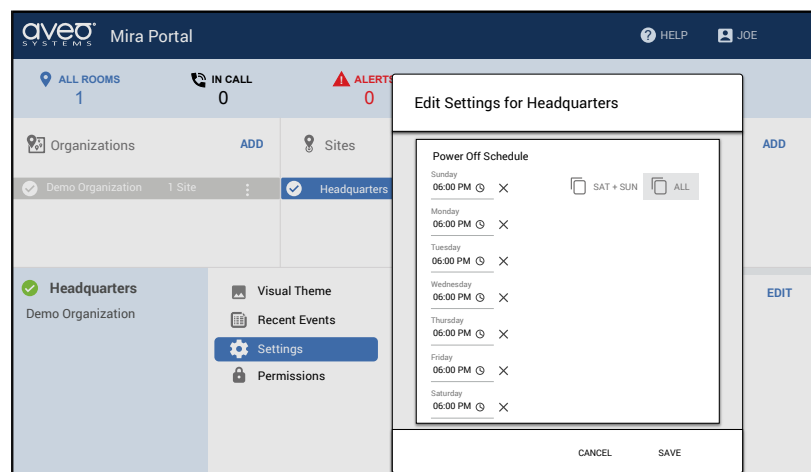 aveo
SYSTEMS
Mira Portal
HELP
JOE
ALL ROOMS
1
IN CALL
0
ALERTS
0
Organizations
ADD
Sites
ADD
Demo Organization 1 Site
Headquarters
Headquarters
Demo Organization
Visual Theme
Recent Events
Settings
Permissions
EDIT
Edit Settings for Headquarters
Power Off Schedule
Sunday
06:00 PM
SAT + SUN
ALL
Monday
06:00 PM
Tuesday
06:00 PM
Wednesday
06:00 PM
Thursday
06:00 PM
Friday
06:00 PM
Saturday
06:00 PM
CANCEL
SAVE